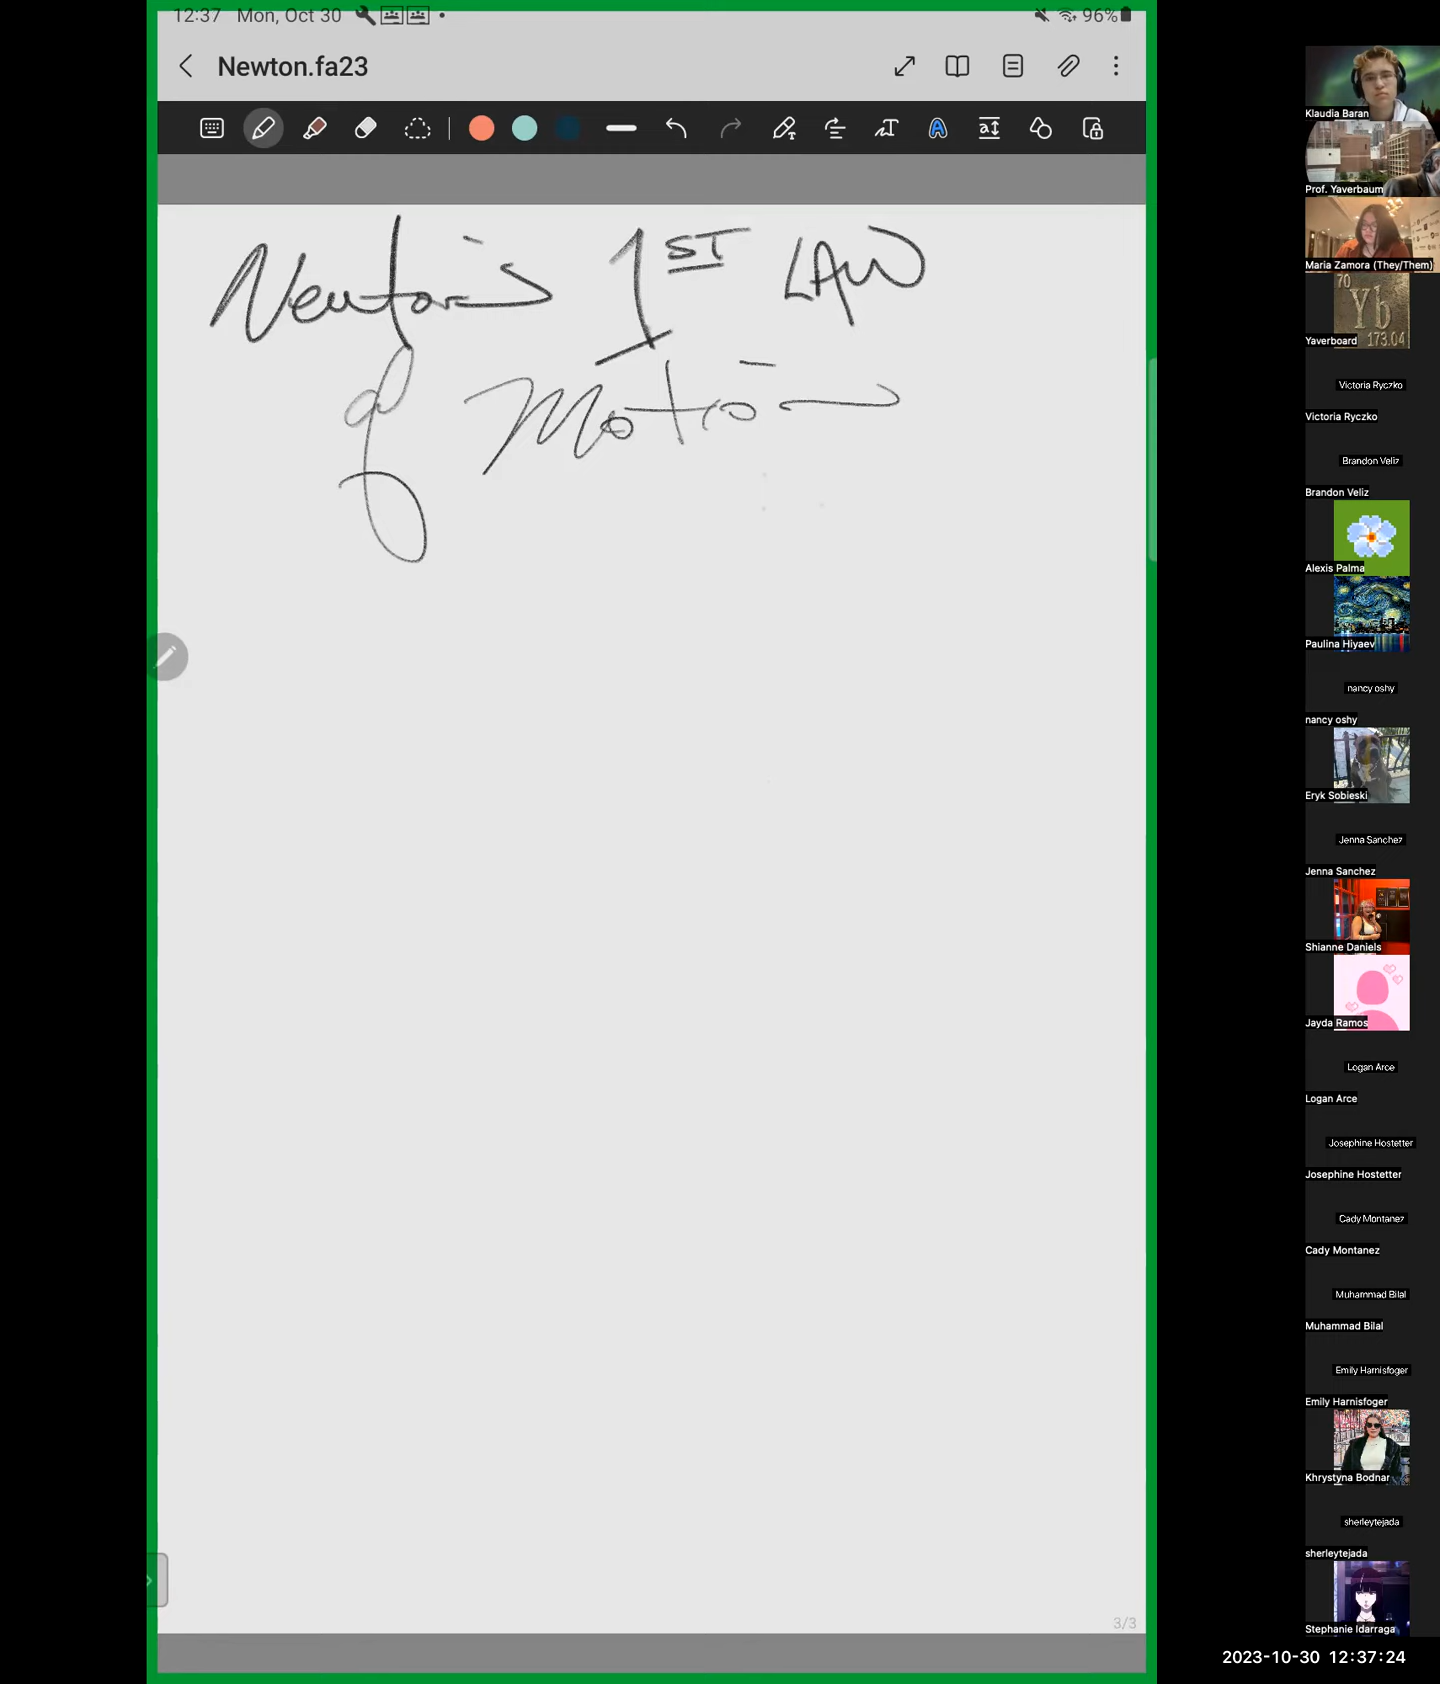 12:37 Mon, Oct 30
96%
Newton.fa23
Newton's 1ST LAW
of Motion
3/3
Klaudia Baran
Prof. Yaverbaum
Maria Zamora (They/Them)
70
Yb
173.04
Yaverboard
Victoria Ryczko
Victoria Ryczko
Brandon Veliz
Brandon Veliz
Alexis Palma
Paulina Hiyaev
nancy oshy
nancy oshy
Eryk Sobieski
Jenna Sanchez
Jenna Sanchez
Shianne Daniels
Jayda Ramos
Logan Arce
Logan Arce
Josephine Hostetter
Josephine Hostetter
Cady Montanez
Cady Montanez
Muhammad Bilal
Muhammad Bilal
Emily Harnisfoger
Emily Harnisfoger
Khrystyna Bodnar
sherleytejada
sherleytejada
Stephanie Idarraga
2023-10-30 12:37:24